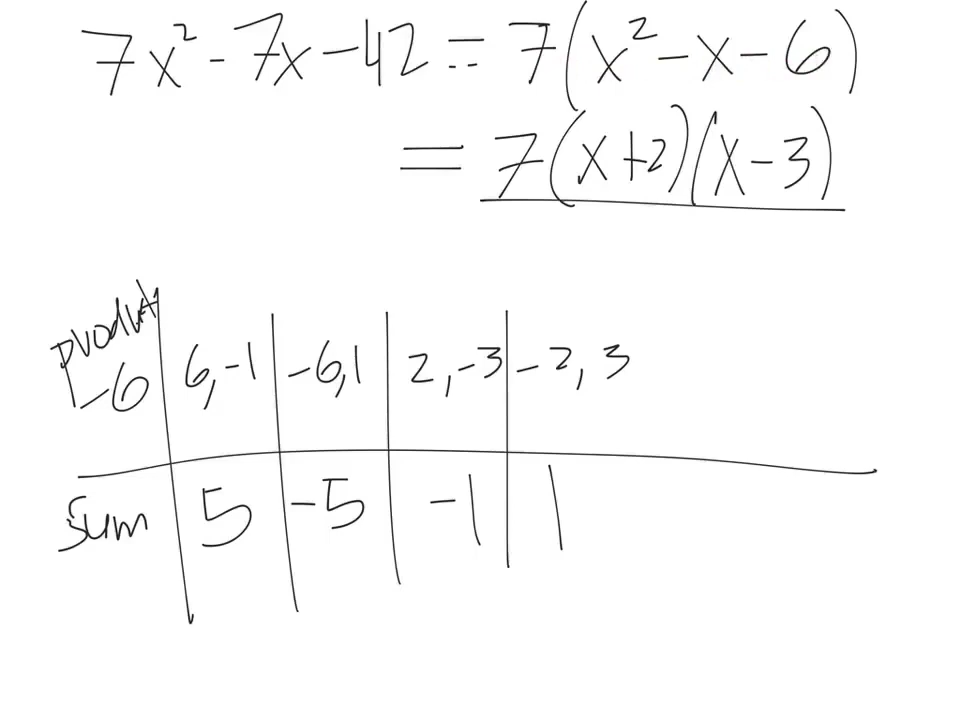 7x² - 7x - 42 = 7(x² - x - 6)
= 7(x+2)(x-3)
product
-6 6, -1 -6, 1 2, -3 -2, 3
Sum 5 -5 -1 1